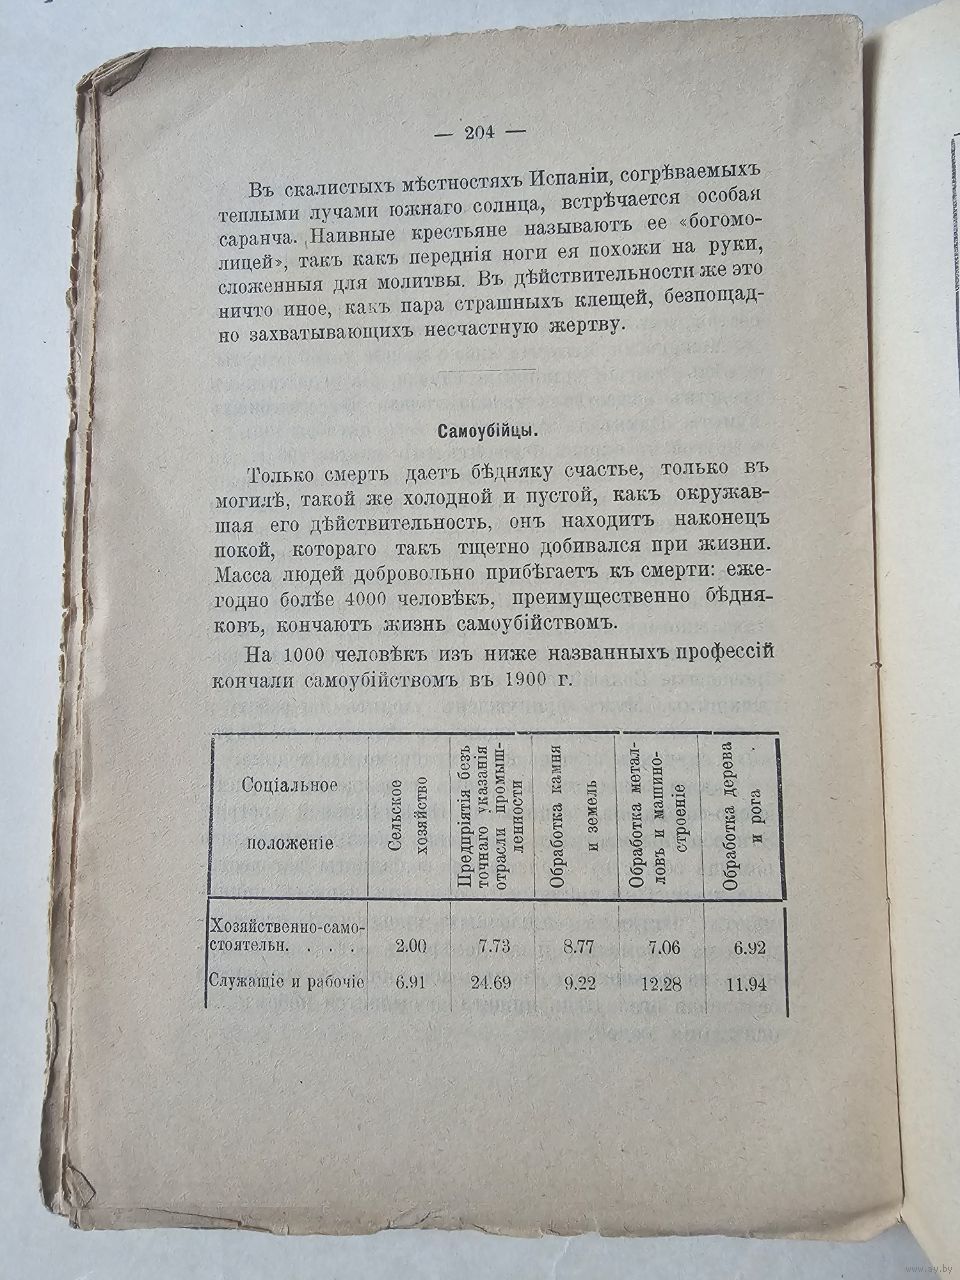 — 204 —
Въ скалистыхъ мѣстностяхъ Испаніи, согрѣваемыхъ
теплыми лучами южнаго солнца, встрѣчается особая
саранча. Наивные крестьяне называютъ ее «богомо-
лицей», такъ какъ переднія ноги ея похожи на руки,
сложенныя для молитвы. Въ дѣйствительности же это
ничто иное, какъ пара страшныхъ клещей, безпощад-
но захватывающихъ несчастную жертву.
Самоубійцы.
Только смерть даетъ бѣдняку счастье, только въ
могилѣ, такой же холодной и пустой, какъ окружав-
шая его дѣйствительность, онъ находитъ наконецъ
покой, котораго такъ тщетно добивался при жизни.
Масса людей добровольно прибѣгаетъ къ смерти: еже-
годно болѣе 4000 человѣкъ, преимущественно бѣдня-
ковъ, кончаютъ жизнь самоубійствомъ.
На 1000 человѣкъ изъ ниже названныхъ профессій
кончали самоубійствомъ въ 1900 г.
Соціальное
положеніе
Сельское
хозяйство
Предпріятія безъ
точнаго указанія
отрасли промыш-
ленности
Обработка камня
и земель
Обработка метал-
ловъ и машино-
строеніе
Обработка дерева
и рога
Хозяйственно-само-
стоятельн. . . . . 2.00 7.73 8.77 7.06 6.92
Служащіе и рабочіе 6.91 24.69 9.22 12.28 11.94
www.ay.by